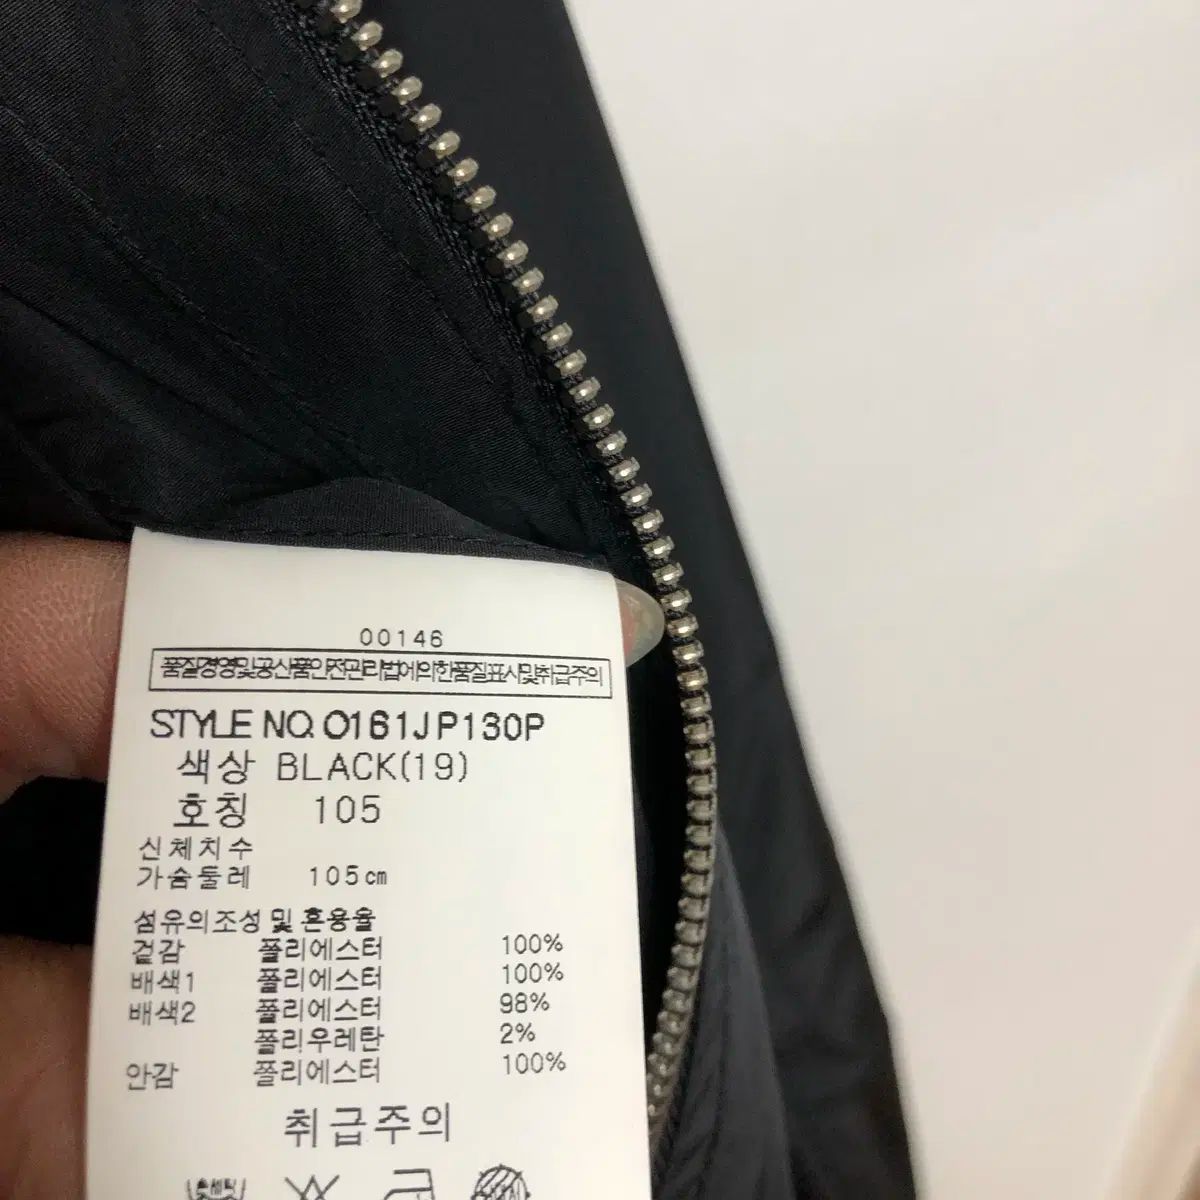 00146
품질경영및공산품안전관리법에의한품질표시및취급주의
STYLE NO. O161JP130P
색상 BLACK(19)
호칭 105
신체치수
가슴둘레 105cm
섬유의조성 및 혼용율
겉감 폴리에스터 100%
배색1 폴리에스터 100%
배색2 폴리에스터 98%
폴리우레탄 2%
안감 폴리에스터 100%
취급주의